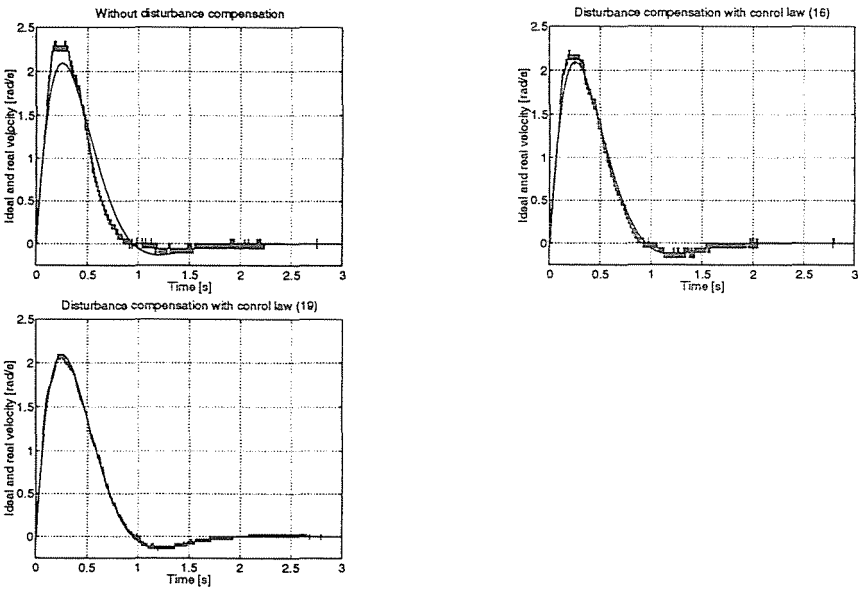 Without disturbance compensation
Ideal and real velocity [rad/s]
2.5
2
1.5
1
0.5
0
0 0.5 1 1.5 2 2.5 3
Time [s]
Disturbance compensation with conrol law (16)
Ideal and real velocity [rad/s]
2.5
2
1.5
1
0.5
0
0 0.5 1 1.5 2 2.5 3
Time [s]
Disturbance compensation with conrol law (19)
Ideal and real velocity [rad/s]
2.5
2
1.5
1
0.5
0
0 0.5 1 1.5 2 2.5 3
Time [s]